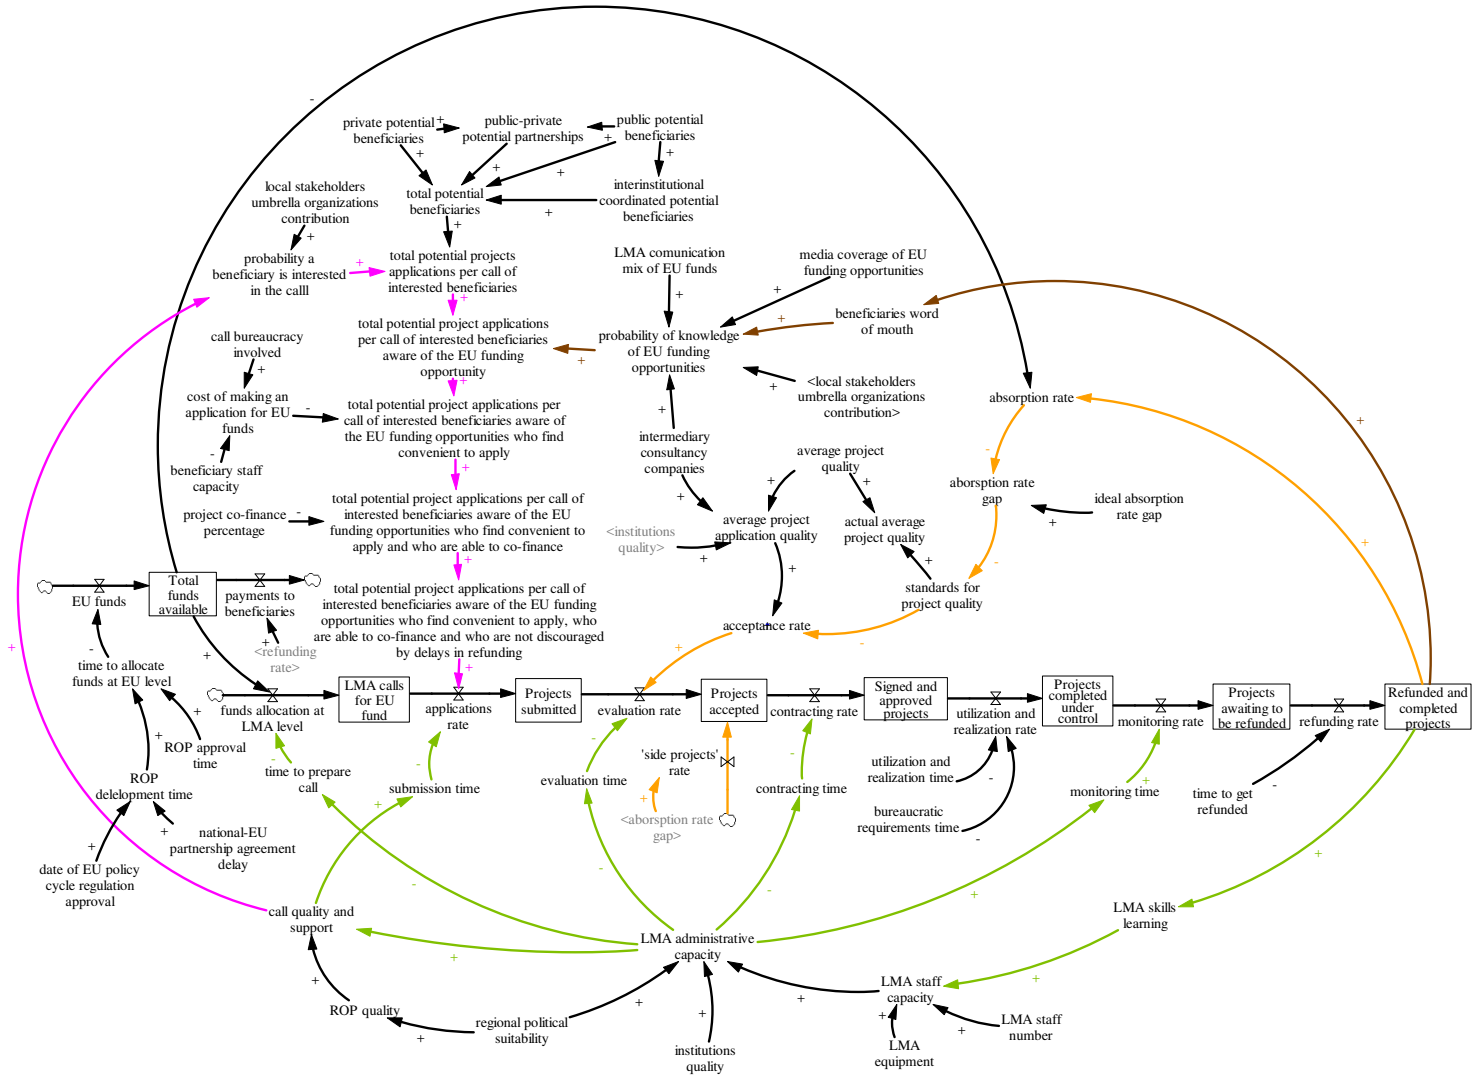 private potential
beneficiaries
public-private
potential partnerships
public potential
beneficiaries
local stakeholders
umbrella organizations
contribution
total potential
beneficiaries
interinstitutional
coordinated potential
beneficiaries
probability a
beneficiary is interested
in the calll
total potential projects
applications per call of
interested beneficiaries
LMA comunication
mix of EU funds
media coverage of EU
funding opportunities
total potential project applications
per call of interested beneficiaries
aware of the EU funding
opportunity
probability of knowledge
of EU funding
opportunities
beneficiaries word
of mouth
call bureaucracy
involved
cost of making an
application for EU
funds
total potential project applications per
call of interested beneficiaries aware of
the EU funding opportunities who find
convenient to apply
<local stakeholders
umbrella organizations
contribution>
absorption rate
beneficiary staff
capacity
intermediary
consultancy
companies
average project
quality
aborsption rate
gap
ideal absorption
rate gap
project co-finance
percentage
total potential project applications per call of
interested beneficiaries aware of the EU
funding opportunities who find convenient to
apply and who are able to co-finance
<institutions
quality>
average project
application quality
actual average
project quality
EU funds
Total
funds
available
payments to
beneficiaries
total potential project applications per call of
interested beneficiaries aware of the EU funding
opportunities who find convenient to apply, who
are able to co-finance and who are not discouraged
by delays in refunding
standards for
project quality
acceptance rate
<refunding
rate>
time to allocate
funds at EU level
funds allocation at
LMA level
LMA calls
for EU
fund
applications
rate
Projects
submitted
evaluation rate
Projects
accepted
contracting rate
Signed and
approved
projects
utilization and
realization rate
Projects
completed
under
control
monitoring rate
Projects
awaiting to
be refunded
refunding rate
Refunded and
completed
projects
ROP approval
time
ROP
delelopment time
time to prepare
call
submission time
evaluation time
'side projects'
rate
contracting time
utilization and
realization time
monitoring time
time to get
refunded
<aborsption rate
gap>
bureaucratic
requirements time
national-EU
partnership agreement
delay
date of EU policy
cycle regulation
approval
call quality and
support
LMA administrative
capacity
LMA skills
learning
ROP quality
regional political
suitability
institutions
quality
LMA staff
capacity
LMA staff
number
LMA
equipment